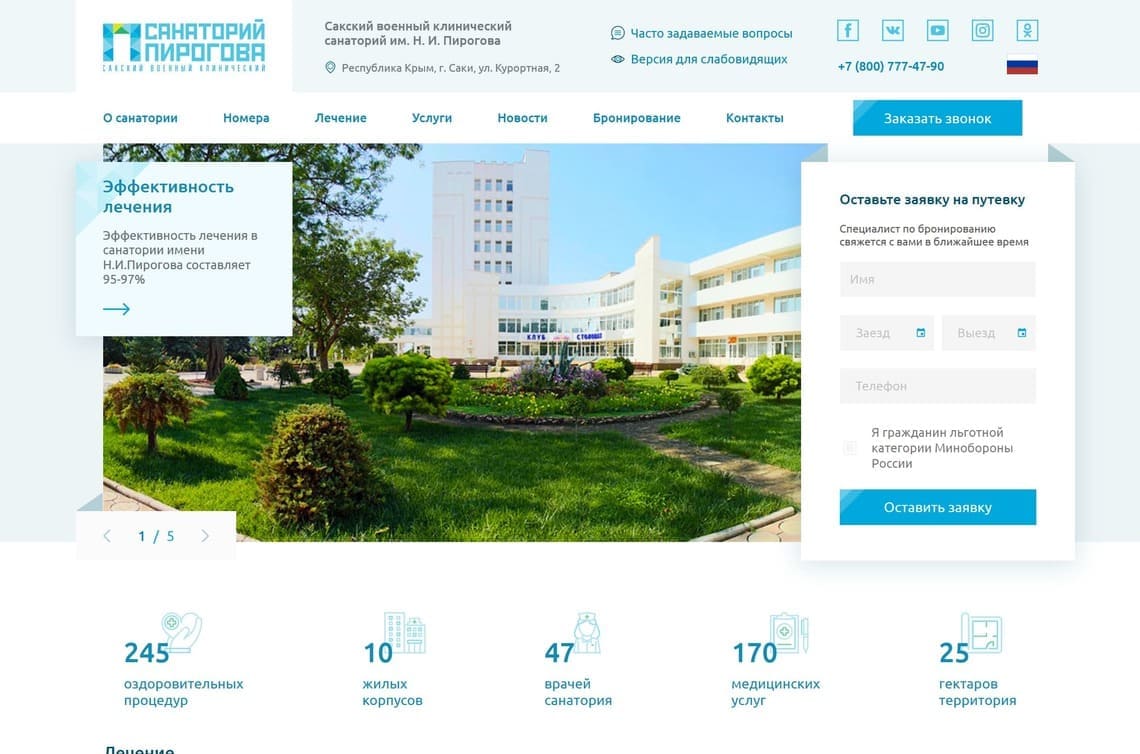 САНАТОРИЙ
ПИРОГОВА
САКСКИЙ ВОЕННЫЙ КЛИНИЧЕСКИЙ
Сакский военный клинический
санаторий им. Н. И. Пирогова
Республика Крым, г. Саки, ул. Курортная, 2
Часто задаваемые вопросы
Версия для слабовидящих
+7 (800) 777-47-90
О санатории
Номера
Лечение
Услуги
Новости
Бронирование
Контакты
Заказать звонок
Эффективность
лечения
Эффективность лечения в
санатории имени
Н.И.Пирогова составляет
95-97%
КЛУБ СТОЛОВАЯ
1 / 5
Оставьте заявку на путевку
Специалист по бронированию
свяжется с вами в ближайшее время
Имя
Заезд
Выезд
Телефон
Я гражданин льготной
категории Минобороны
России
Оставить заявку
245
оздоровительных
процедур
10
жилых
корпусов
47
врачей
санатория
170
медицинских
услуг
25
гектаров
территория
Лечение